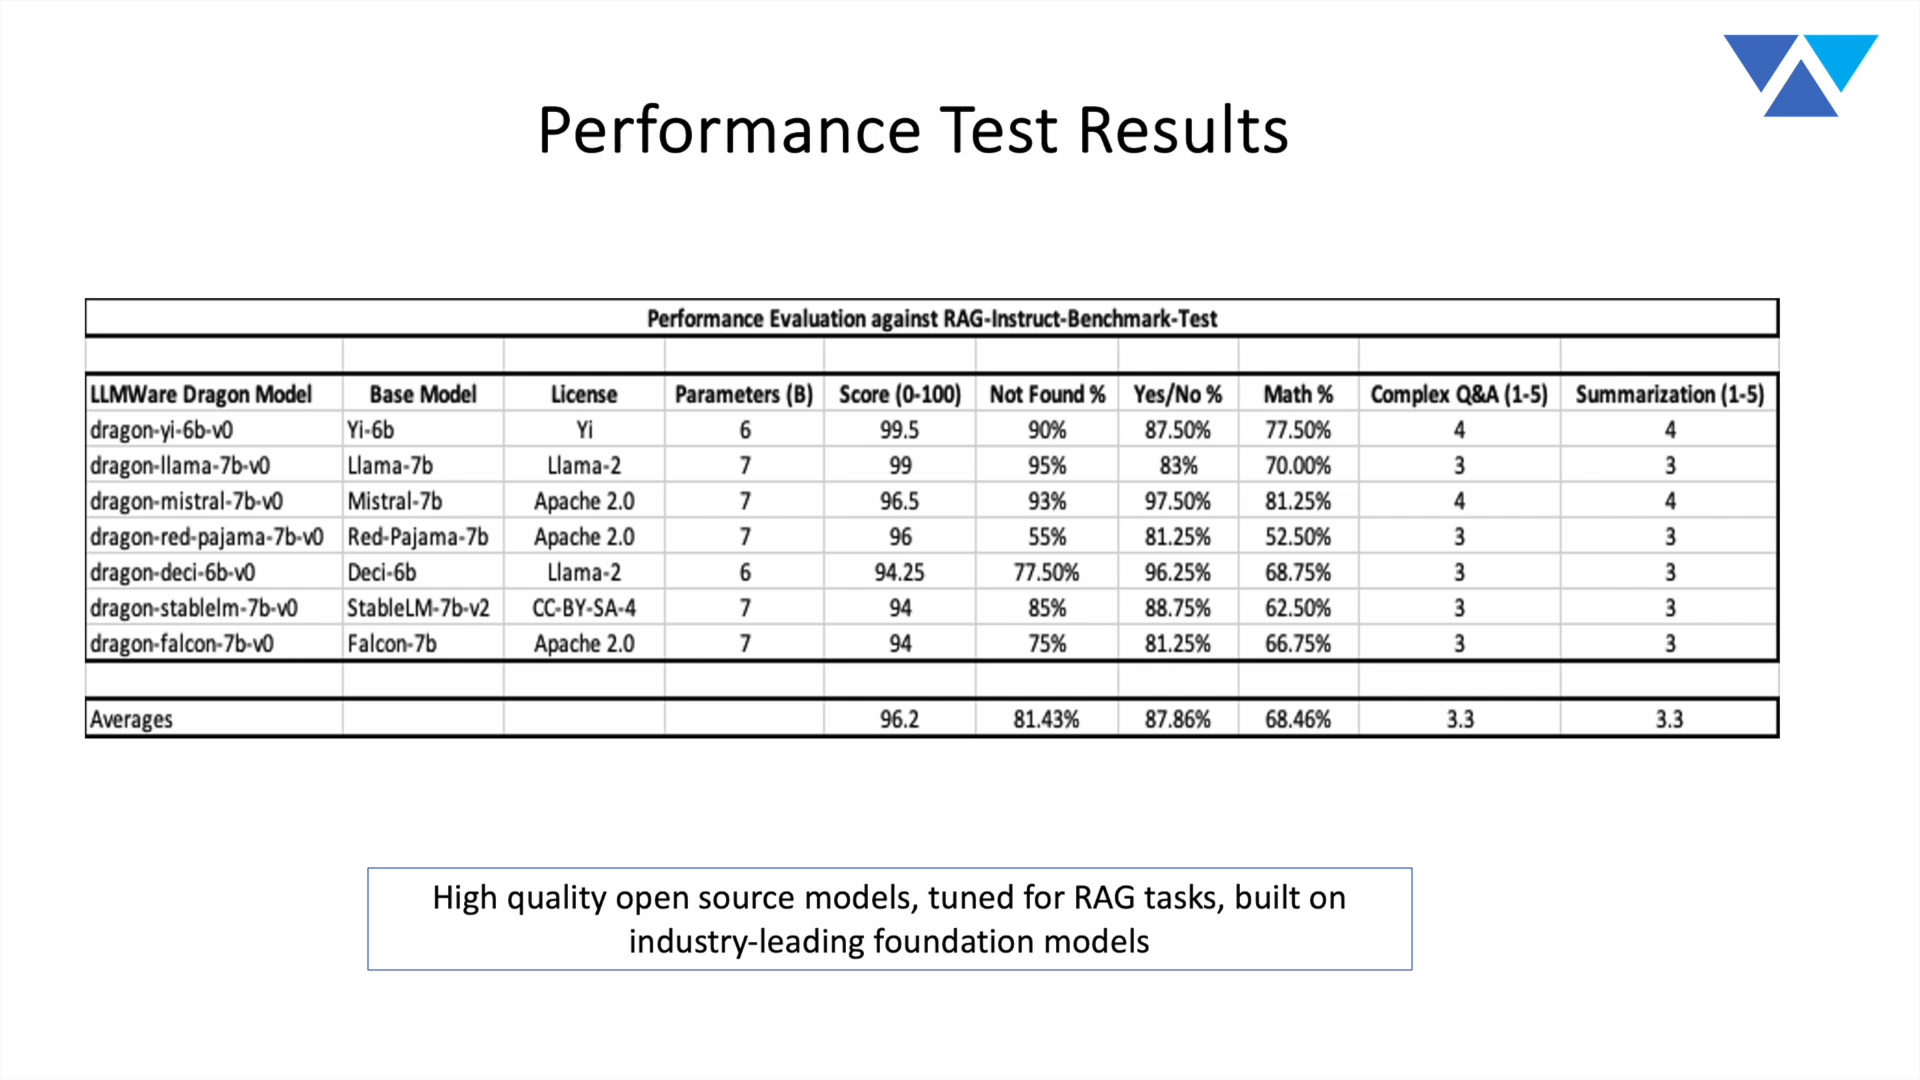 Performance Test Results
Performance Evaluation against RAG-Instruct-Benchmark-Test
LLMWare Dragon Model Base Model License Parameters (B) Score (0-100) Not Found % Yes/No % Math % Complex Q&A (1-5) Summarization (1-5)
dragon-yi-6b-v0 Yi-6b Yi 6 99.5 90% 87.50% 77.50% 4 4
dragon-llama-7b-v0 Llama-7b Llama-2 7 99 95% 83% 70.00% 3 3
dragon-mistral-7b-v0 Mistral-7b Apache 2.0 7 96.5 93% 97.50% 81.25% 4 4
dragon-red-pajama-7b-v0 Red-Pajama-7b Apache 2.0 7 96 55% 81.25% 52.50% 3 3
dragon-deci-6b-v0 Deci-6b Llama-2 6 94.25 77.50% 96.25% 68.75% 3 3
dragon-stablelm-7b-v0 StableLM-7b-v2 CC-BY-SA-4 7 94 85% 88.75% 62.50% 3 3
dragon-falcon-7b-v0 Falcon-7b Apache 2.0 7 94 75% 81.25% 66.75% 3 3
Averages 96.2 81.43% 87.86% 68.46% 3.3 3.3
High quality open source models, tuned for RAG tasks, built on
industry-leading foundation models